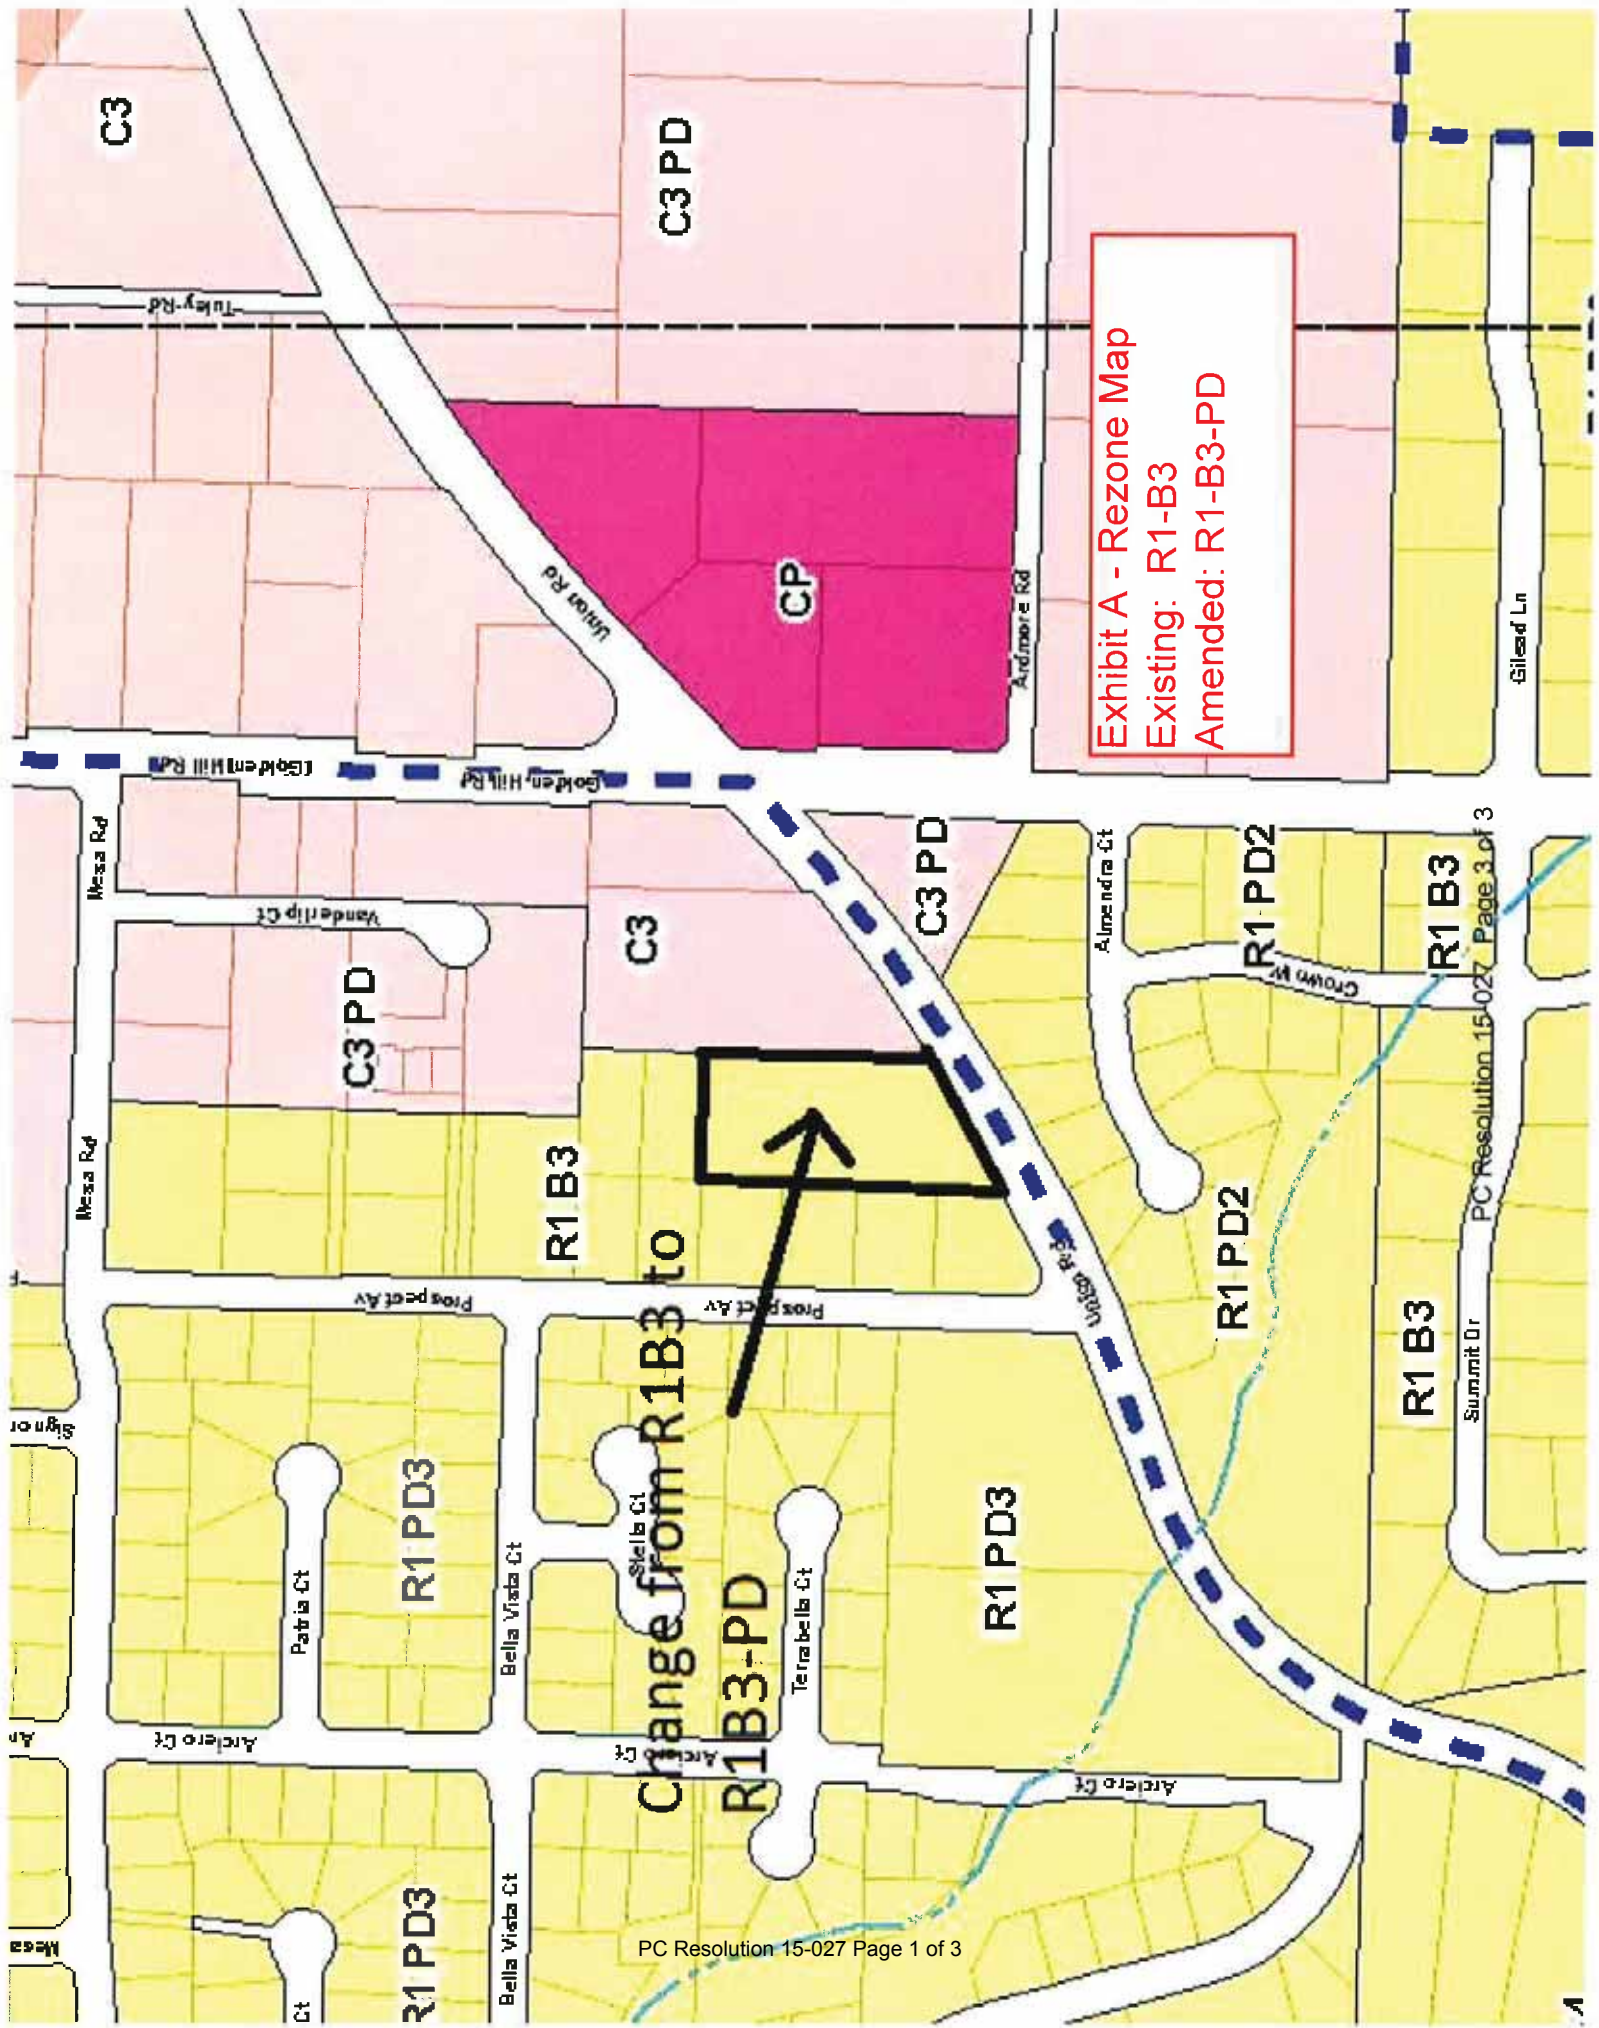 Mesa
Ar
Signor
Mesa Rd
Mesa Rd
C3
Arciero Ct
Tuley Rd
Golden Hill Rd
Ct
Patria Ct
Vanderlip Ct
C3 PD
R1 PD3
R1 PD3
Prospect Av
Golden Hill Rd
Bella Vista Ct
Bella Vista Ct
R1 B3
Union Rd
C3
C3 PD
Stella Ct
Arciero Ct
Change from R1B3 to
R1B3-PD
Prospect Av
Terrabella Ct
CP
C3 PD
R1 PD3
Ardmore Rd
Union Rd
Almendra Ct
Arciero Ct
Exhibit A - Rezone Map
Existing: R1-B3
Amended: R1-B3-PD
R1 PD2
R1 PD2
Crown W
R1 B3
R1 B3
Summit Dr
Gilead Ln
PC Resolution 15-027 Page 3 of 3
PC Resolution 15-027 Page 1 of 3